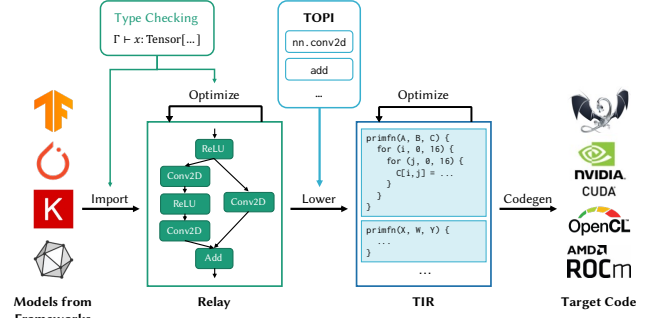 Type Checking
Γ ⊢ x: Tensor[…]
TOPI
nn.conv2d
add
...
Optimize
Optimize
ReLU
Conv2D
ReLU
Conv2D
Conv2D
Add
primfn(A, B, C) {
for (i, 0, 16) {
for (j, 0, 16) {
C[i,j] = ...
}
}
}
primfn(X, W, Y) {
...
}
...
K
Import
Lower
Codegen
NVIDIA.
CUDA
OpenCL
AMD
ROCm
Models from
Frameworks
Relay
TIR
Target Code